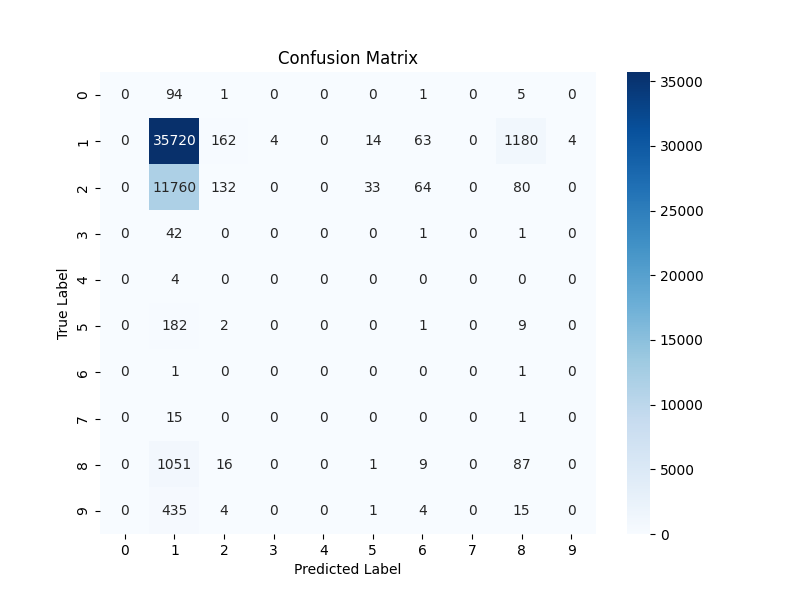 Confusion Matrix
0 0 94 1 0 0 0 1 0 5 0
1 0 35720 162 4 0 14 63 0 1180 4
2 0 11760 132 0 0 33 64 0 80 0
3 0 42 0 0 0 0 1 0 1 0
4 0 4 0 0 0 0 0 0 0 0
5 0 182 2 0 0 0 1 0 9 0
6 0 1 0 0 0 0 0 0 1 0
7 0 15 0 0 0 0 0 0 1 0
8 0 1051 16 0 0 1 9 0 87 0
9 0 435 4 0 0 1 4 0 15 0
0 1 2 3 4 5 6 7 8 9
Predicted Label
True Label
35000
30000
25000
20000
15000
10000
5000
0